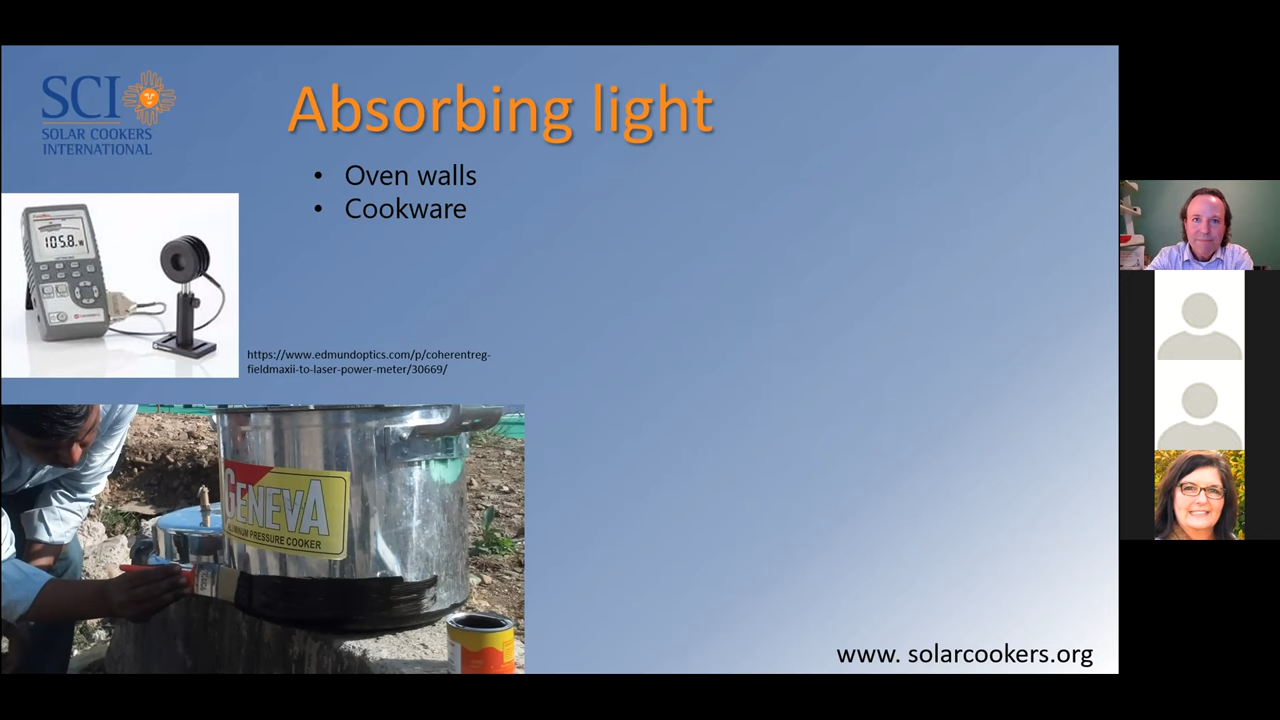 SCI
SOLAR COOKERS
INTERNATIONAL
Absorbing light
• Oven walls
• Cookware
105.8 W
https://www.edmundoptics.com/p/coherentreg-
fieldmaxii-to-laser-power-meter/30669/
GENEVA
PRESSURE COOKER
www. solarcookers.org